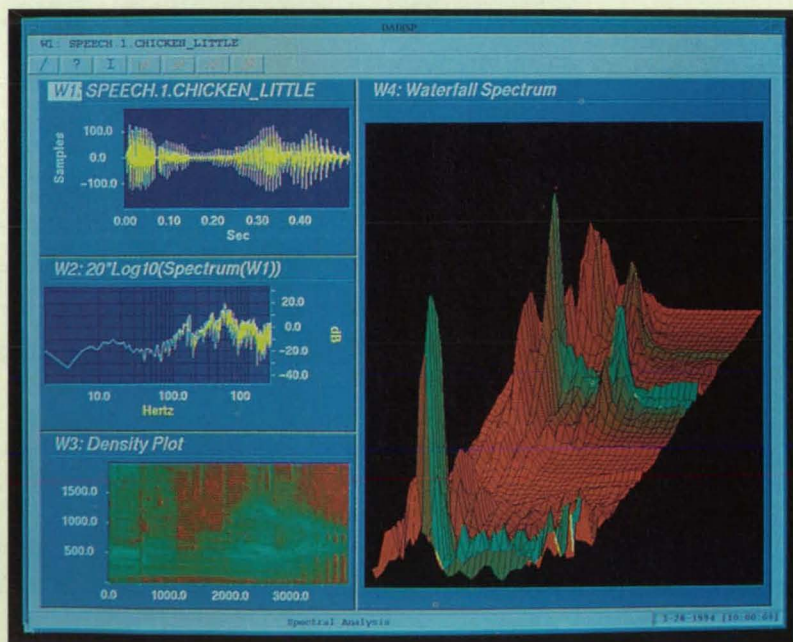 DADISP
W1: SPEECH.1.CHICKEN_LITTLE
/ ? I
W1: SPEECH.1.CHICKEN_LITTLE
Samples
100.0
0.0
-100.0
0.00 0.10 0.20 0.30 0.40
Sec
W2: 20*Log10(Spectrum(W1))
20.0
0.0
-20.0
-40.0
dB
10.0 100.0 100
Hertz
W3: Density Plot
1500.0
1000.0
500.0
0.0 1000.0 2000.0 3000.0
W4: Waterfall Spectrum
Spectral Analysis